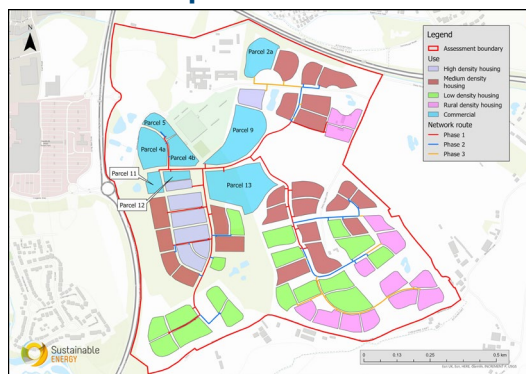 N
Parcel 2a
Parcel 5
Parcel 9
Parcel 4a
Parcel 4b
Parcel 11
Parcel 13
Parcel 12
Legend
Assessment boundary
Use
High density housing
Medium density
housing
Low density housing
Rural density housing
Commercial
Network route
Phase 1
Phase 2
Phase 3
Sustainable
ENERGY
0
0.13
0.25
0.5 km